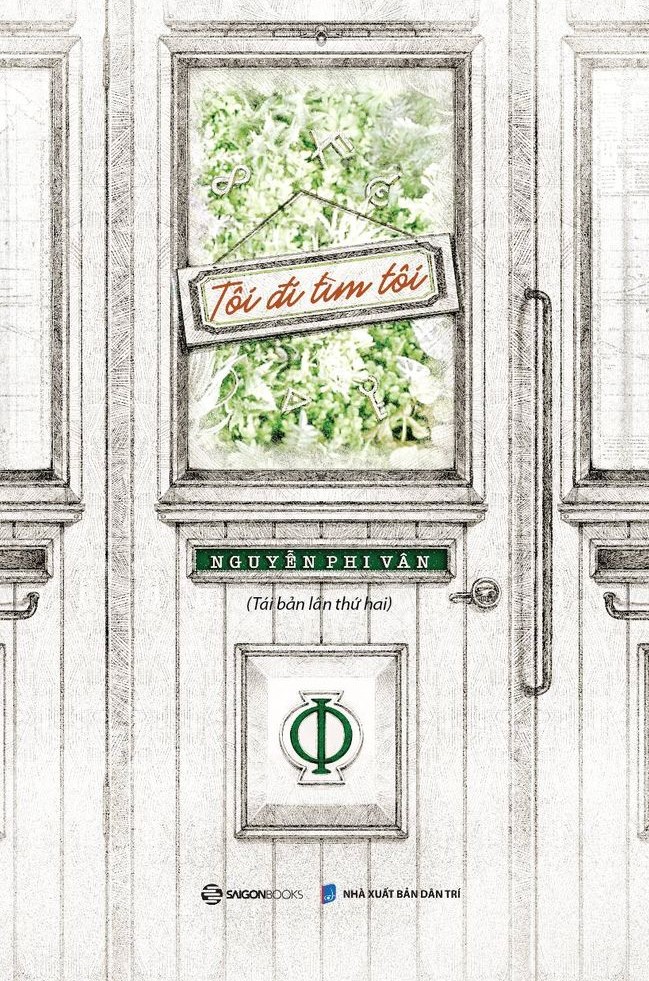 Tôi đi tìm tôi
NGUYỄN PHI VÂN
(Tái bản lần thứ hai)
Φ
SAIGONBOOKS
NHÀ XUẤT BẢN DÂN TRÍ